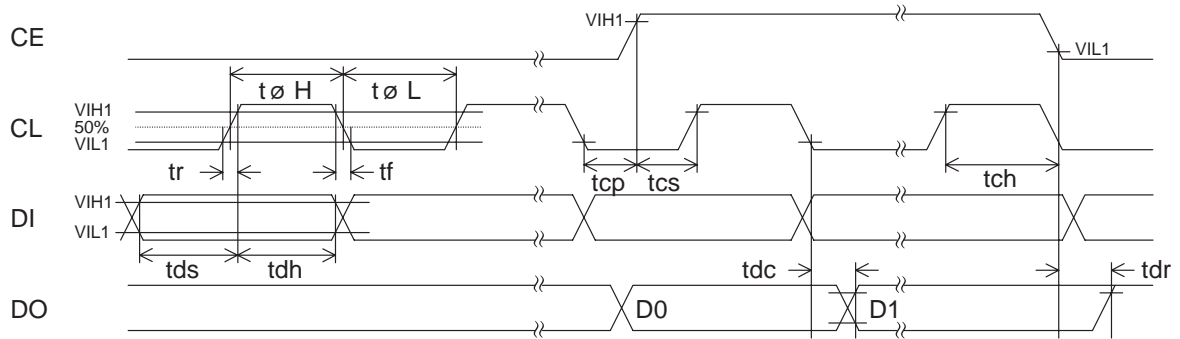 VIH1
CE
VIL1
tø H
tø L
VIH1
50%
CL
VIL1
tr
tf
tcp
tcs
tch
VIH1
DI
VIL1
tds
tdh
tdc
tdr
DO
D0
D1